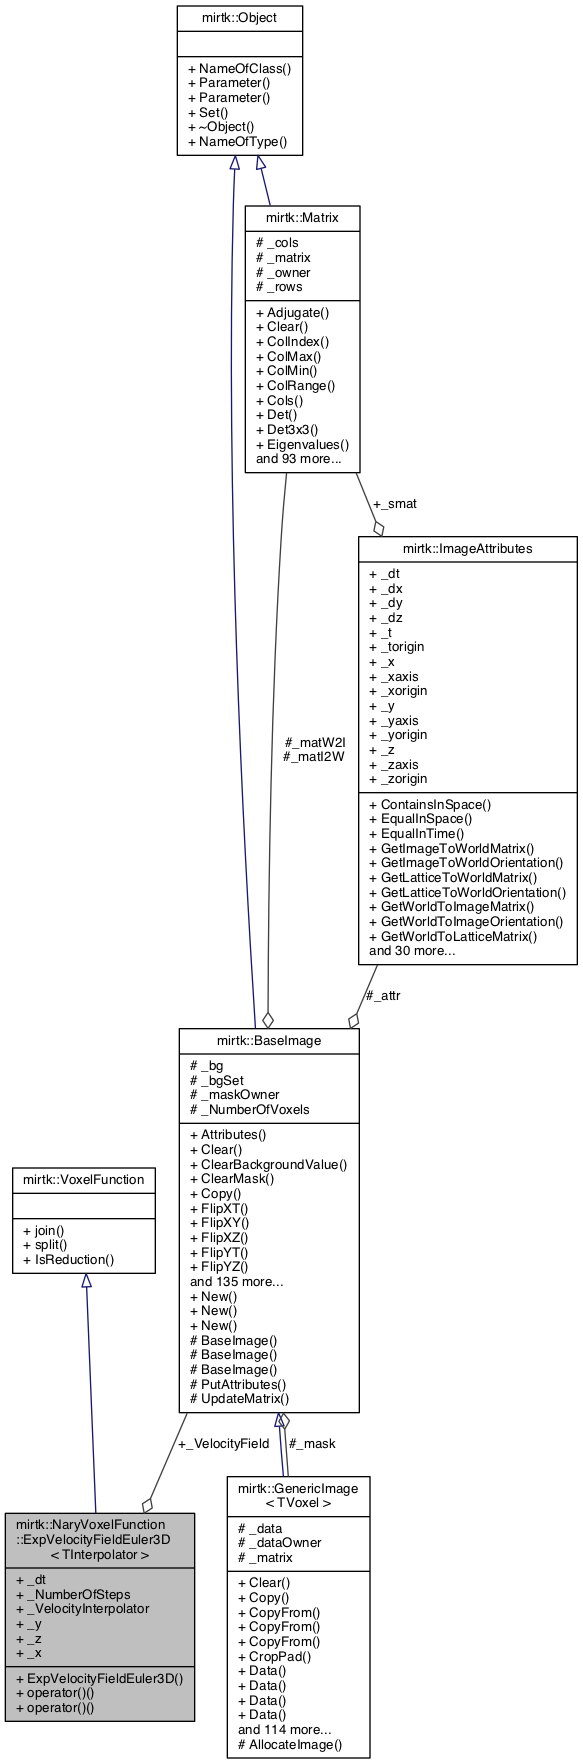 mirtk::Object
+ NameOfClass()
+ Parameter()
+ Parameter()
+ Set()
+ ~Object()
+ NameOfType()
mirtk::Matrix
# _cols
# _matrix
# _owner
# _rows
+ Adjugate()
+ Clear()
+ ColIndex()
+ ColMax()
+ ColMin()
+ ColRange()
+ Cols()
+ Det()
+ Det3x3()
+ Eigenvalues()
and 93 more...
+_smat
mirtk::ImageAttributes
+ _dt
+ _dx
+ _dy
+ _dz
+ _t
+ _torigin
+ _x
+ _xaxis
+ _xorigin
+ _y
+ _yaxis
+ _yorigin
+ _z
+ _zaxis
+ _zorigin
+ ContainsInSpace()
+ EqualInSpace()
+ EqualInTime()
+ GetImageToWorldMatrix()
+ GetImageToWorldOrientation()
+ GetLatticeToWorldMatrix()
+ GetLatticeToWorldOrientation()
+ GetWorldToImageMatrix()
+ GetWorldToImageOrientation()
+ GetWorldToLatticeMatrix()
and 30 more...
#_matW2I
#_matI2W
#_attr
mirtk::BaseImage
# _bg
# _bgSet
# _maskOwner
# _NumberOfVoxels
+ Attributes()
+ Clear()
+ ClearBackgroundValue()
+ ClearMask()
+ Copy()
+ FlipXT()
+ FlipXY()
+ FlipXZ()
+ FlipYT()
+ FlipYZ()
and 135 more...
+ New()
+ New()
+ New()
# BaseImage()
# BaseImage()
# BaseImage()
# PutAttributes()
# UpdateMatrix()
mirtk::VoxelFunction
+ join()
+ split()
+ IsReduction()
+_VelocityField
#_mask
mirtk::GenericImage
< TVoxel >
# _data
# _dataOwner
# _matrix
+ Clear()
+ Copy()
+ CopyFrom()
+ CopyFrom()
+ CopyFrom()
+ CropPad()
+ Data()
+ Data()
+ Data()
+ Data()
and 114 more...
# AllocateImage()
mirtk::NaryVoxelFunction
::ExpVelocityFieldEuler3D
< TInterpolator >
+ _dt
+ _NumberOfSteps
+ _VelocityInterpolator
+ _y
+ _z
+ _x
+ ExpVelocityFieldEuler3D()
+ operator()()
+ operator()()